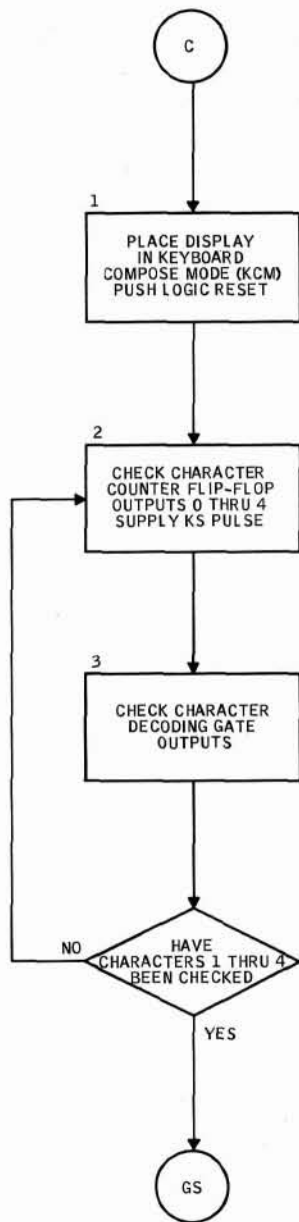 C
1
PLACE DISPLAY
IN KEYBOARD
COMPOSE MODE (KCM)
PUSH LOGIC RESET
2
CHECK CHARACTER
COUNTER FLIP-FLOP
OUTPUTS 0 THRU 4
SUPPLY KS PULSE
3
CHECK CHARACTER
DECODING GATE
OUTPUTS
NO
HAVE
CHARACTERS 1 THRU 4
BEEN CHECKED
YES
GS